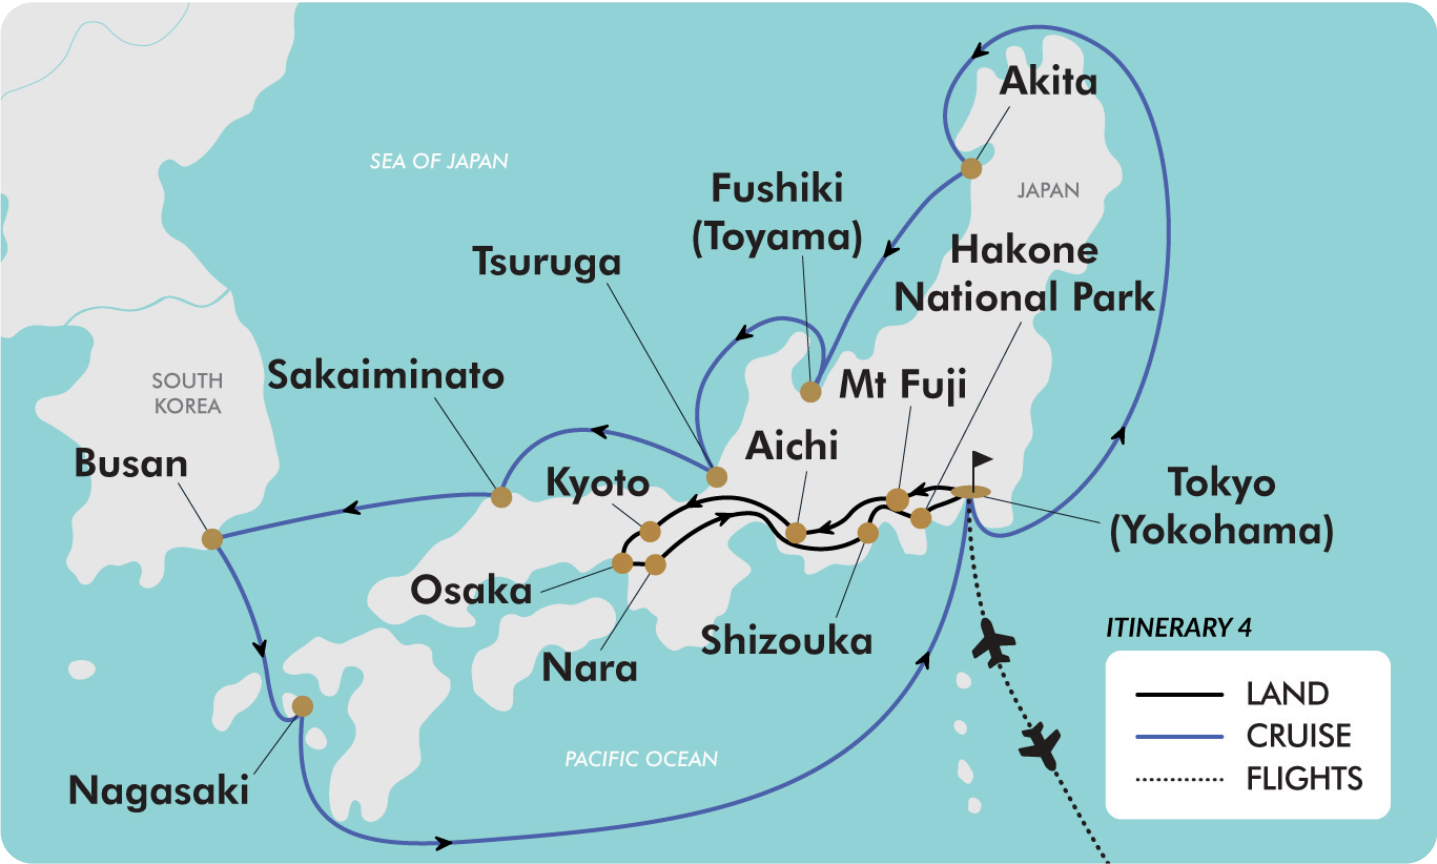 Akita
SEA OF JAPAN
Fushiki
(Toyama)
JAPAN
Hakone
National Park
Tsuruga
Sakaiminato
SOUTH
KOREA
Mt Fuji
Aichi
Busan
Kyoto
Tokyo
(Yokohama)
Osaka
Nara
Shizouka
Nagasaki
PACIFIC OCEAN
ITINERARY 4
LAND
CRUISE
FLIGHTS